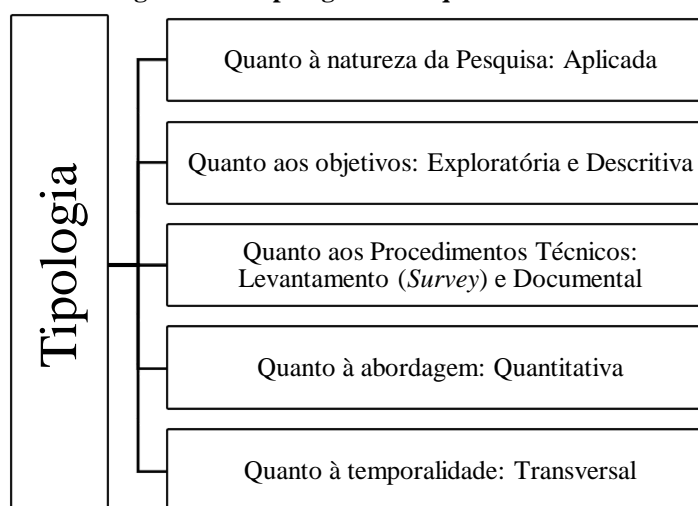 Tipologia
Quanto à natureza da Pesquisa: Aplicada
Quanto aos objetivos: Exploratória e Descritiva
Quanto aos Procedimentos Técnicos:
Levantamento (Survey) e Documental
Quanto à abordagem: Quantitativa
Quanto à temporalidade: Transversal